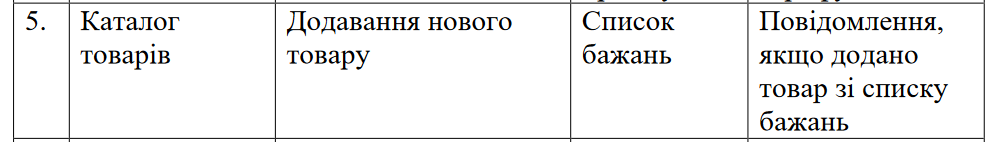 5. Каталог товарів Додавання нового товару Список бажань Повідомлення, якщо додано товар зі списку бажань